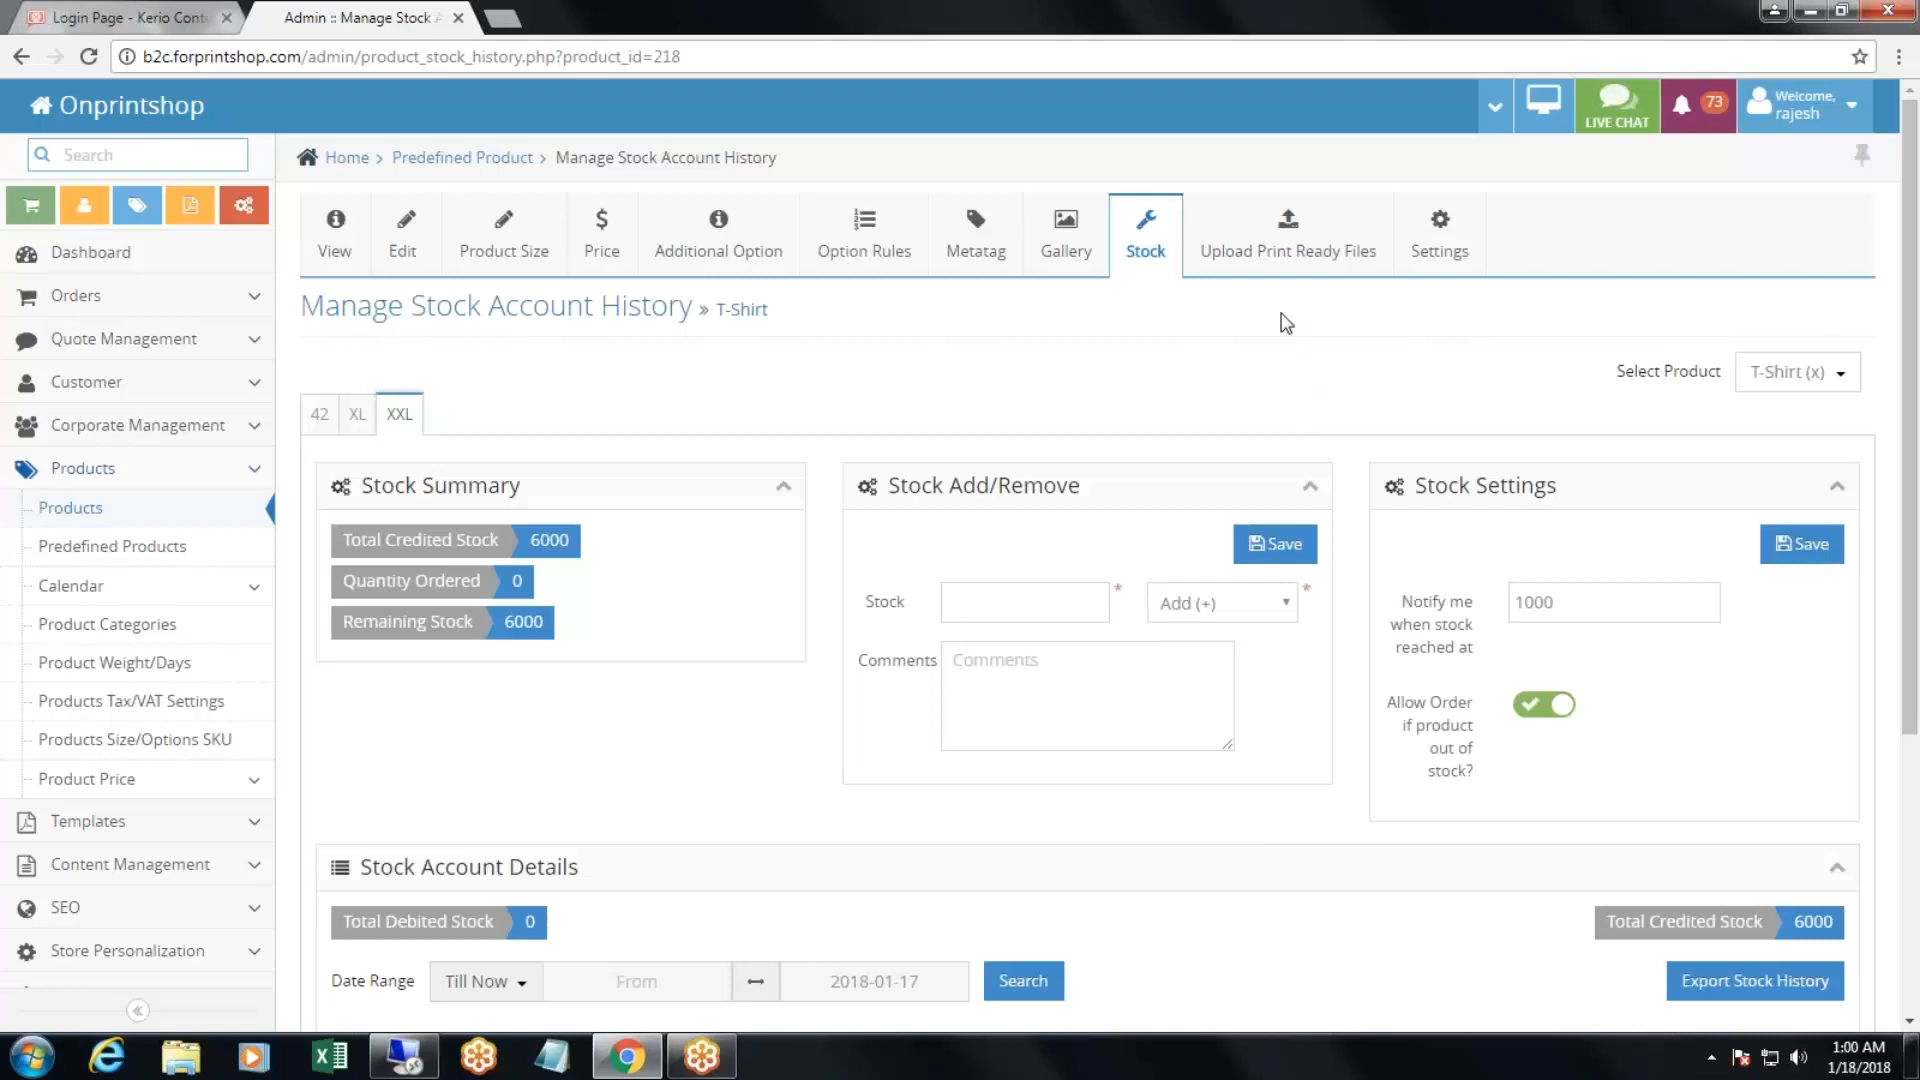 Login Page - Kerio Cont
Admin :: Manage Stock A
b2c.forprintshop.com/admin/product_stock_history.php?product_id=218
Onprintshop
LIVE CHAT
73
Welcome,
rajesh
Search
Home > Predefined Product > Manage Stock Account History
View
Edit
Product Size
Price
Additional Option
Option Rules
Metatag
Gallery
Stock
Upload Print Ready Files
Settings
Dashboard
Orders
Quote Management
Customer
Corporate Management
Products
Products
Predefined Products
Calendar
Product Categories
Product Weight/Days
Products Tax/VAT Settings
Products Size/Options SKU
Product Price
Templates
Content Management
SEO
Store Personalization
Manage Stock Account History » T-Shirt
Select Product
T-Shirt (x)
42
XL
XXL
Stock Summary
Total Credited Stock 6000
Quantity Ordered 0
Remaining Stock 6000
Stock Add/Remove
Save
Stock
*
Add (+)
*
Comments
Comments
Stock Settings
Save
Notify me
when stock
reached at
1000
Allow Order
if product
out of
stock?
Stock Account Details
Total Debited Stock 0
Total Credited Stock 6000
Date Range
Till Now
From
2018-01-17
Search
Export Stock History
1:00 AM
1/18/2018